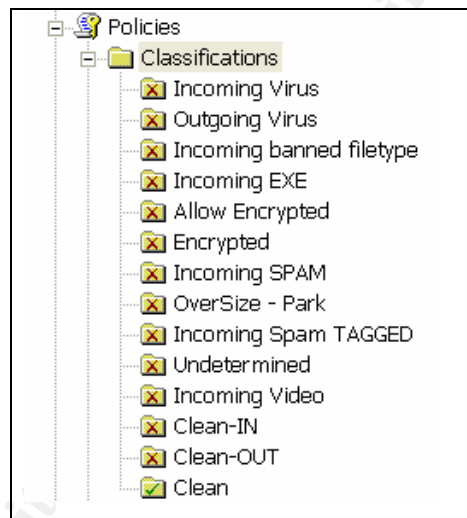 Policies
Classifications
Incoming Virus
Outgoing Virus
Incoming banned filetype
Incoming EXE
Allow Encrypted
Encrypted
Incoming SPAM
OverSize - Park
Incoming Spam TAGGED
Undetermined
Incoming Video
Clean-IN
Clean-OUT
Clean